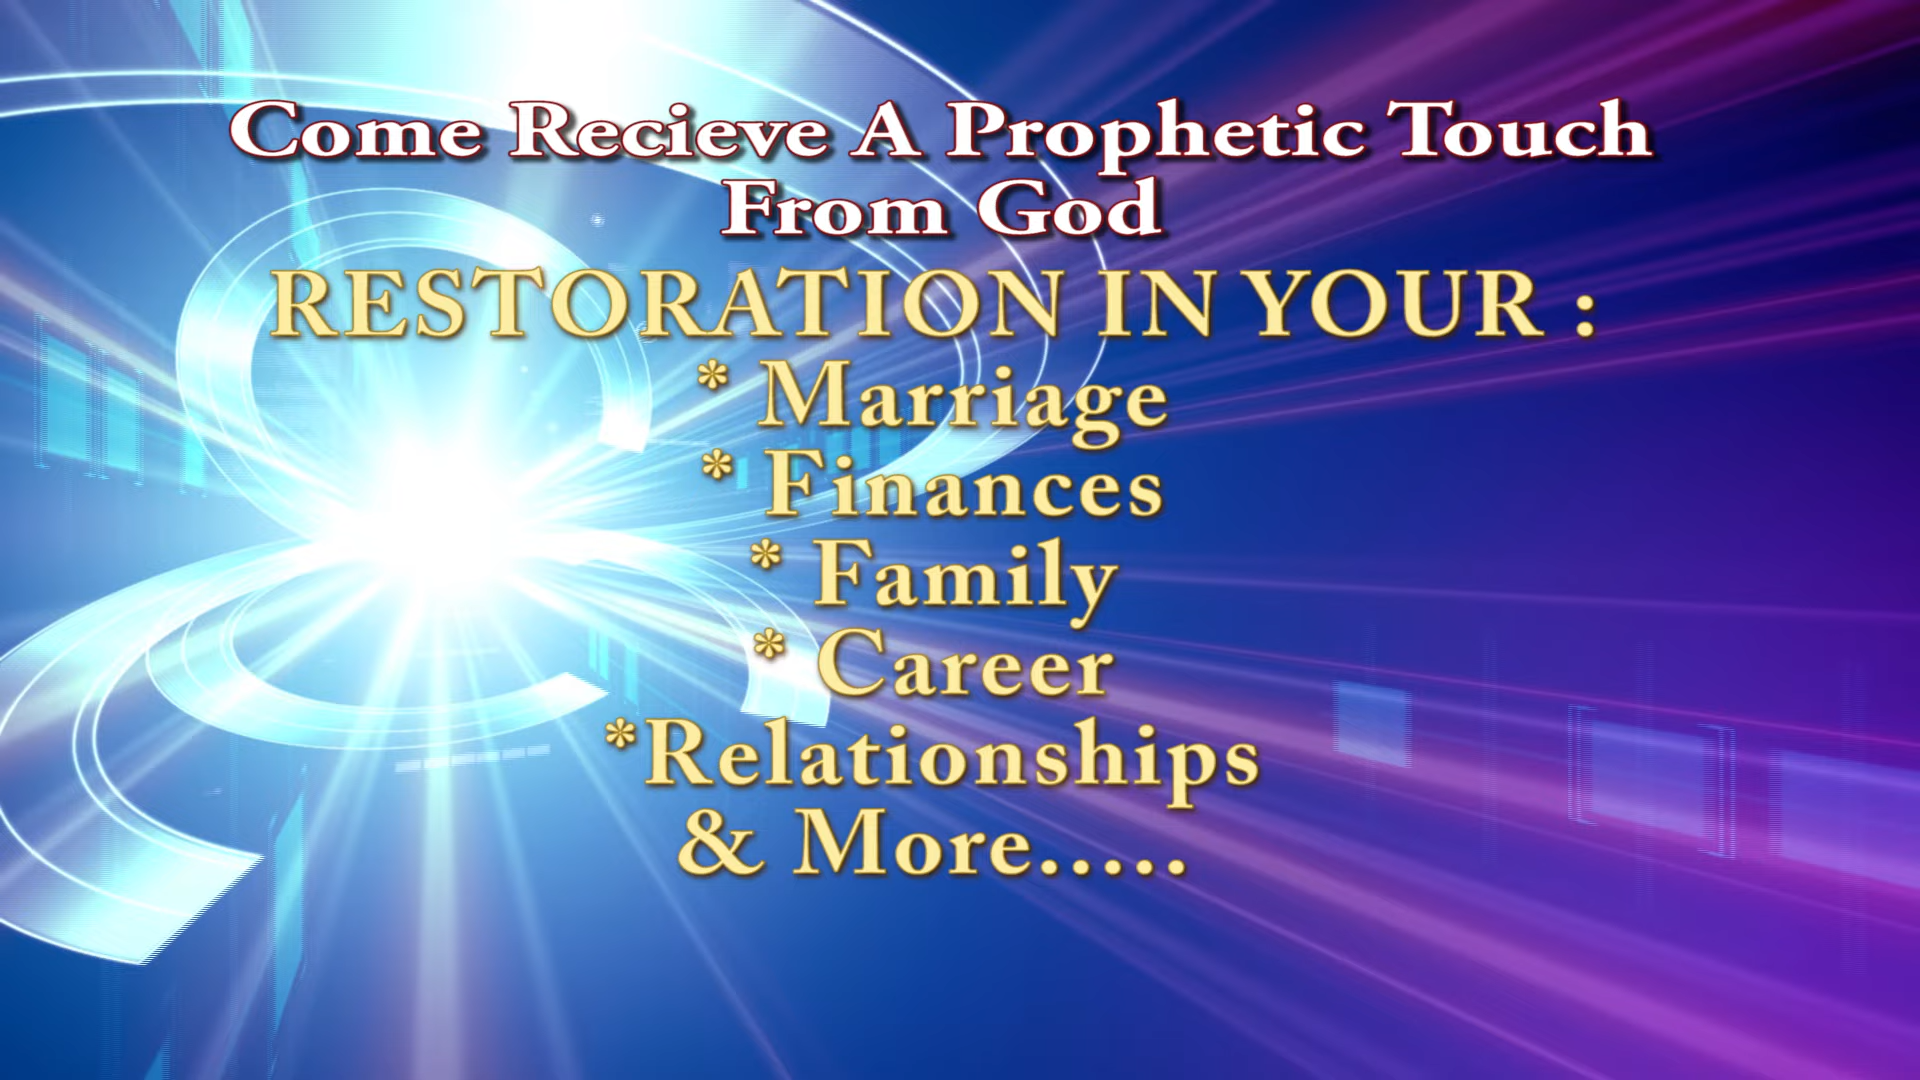 Come Recieve A Prophetic Touch
From God
RESTORATION IN YOUR :
* Marriage
* Finances
* Family
* Career
*Relationships
& More.....